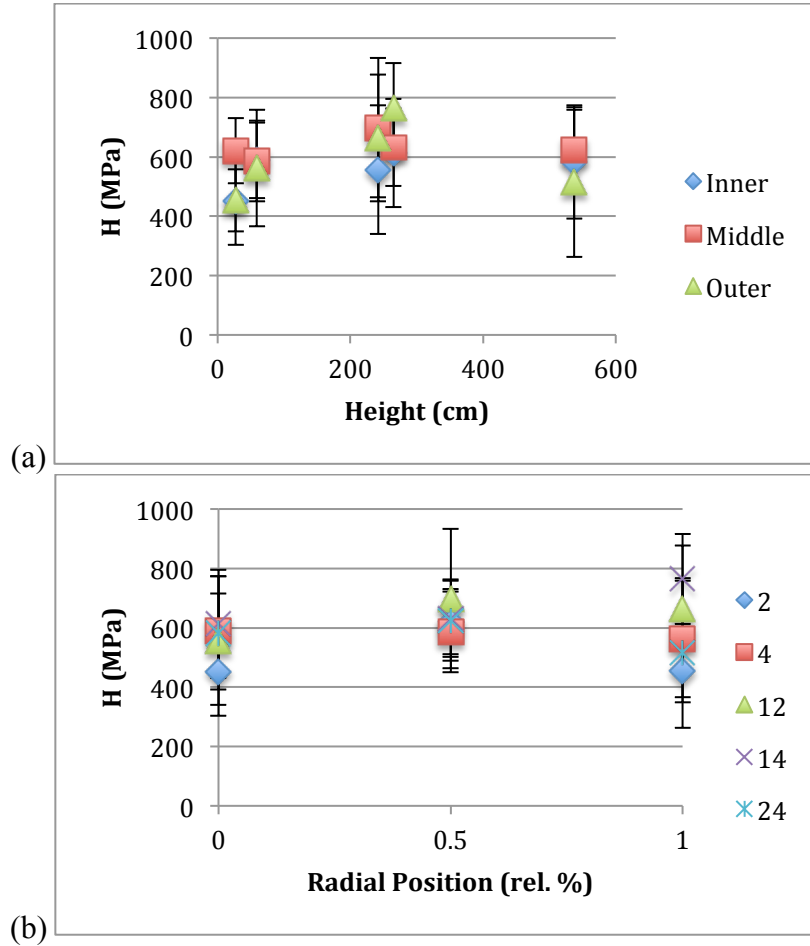 1000
800
600
400
200
0
0 200 400 600
H (MPa)
Height (cm)
Inner
Middle
Outer
(a)
1000
800
600
400
200
0
0 0.5 1
H (MPa)
Radial Position (rel. %)
2
4
12
14
24
(b)